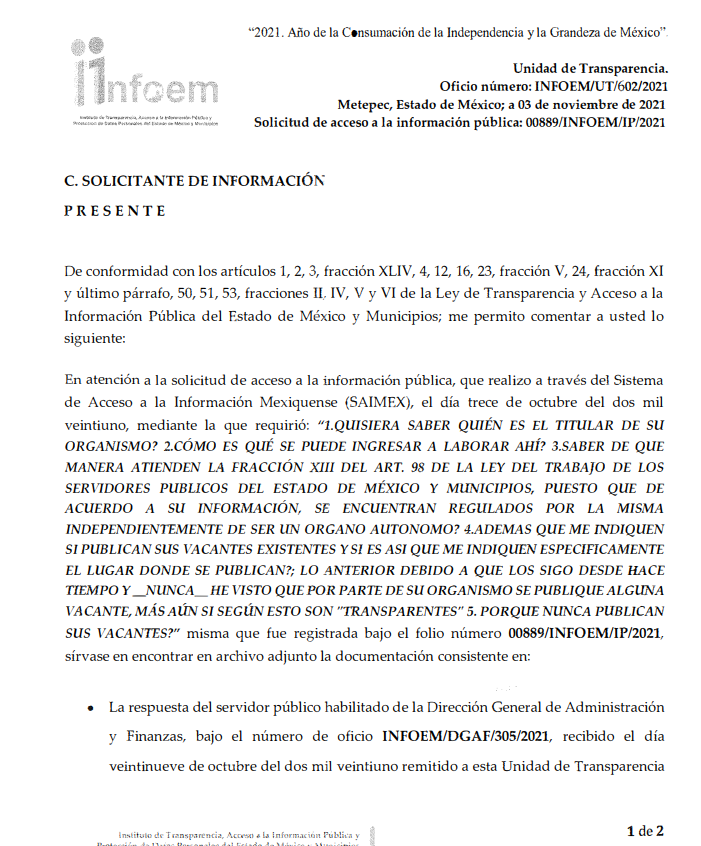 “2021. Año de la Consumación de la Independencia y la Grandeza de México”.
infoem
Instituto de Transparencia, Acceso a la Información Pública y
Protección de Datos Personales del Estado de México y Municipios
Unidad de Transparencia.
Oficio número: INFOEM/UT/602/2021
Metepec, Estado de México; a 03 de noviembre de 2021
Solicitud de acceso a la información pública: 00889/INFOEM/IP/2021
C. SOLICITANTE DE INFORMACIÓN
P R E S E N T E
De conformidad con los artículos 1, 2, 3, fracción XLIV, 4, 12, 16, 23, fracción V, 24, fracción XI
y último párrafo, 50, 51, 53, fracciones II, IV, V y VI de la Ley de Transparencia y Acceso a la
Información Pública del Estado de México y Municipios; me permito comentar a usted lo
siguiente:
En atención a la solicitud de acceso a la información pública, que realizo a través del Sistema
de Acceso a la Información Mexiquense (SAIMEX), el día trece de octubre del dos mil
veintiuno, mediante la que requirió: “1.QUISIERA SABER QUIÉN ES EL TITULAR DE SU
ORGANISMO? 2.CÓMO ES QUÉ SE PUEDE INGRESAR A LABORAR AHÍ? 3.SABER DE QUE
MANERA ATIENDEN LA FRACCIÓN XIII DEL ART. 98 DE LA LEY DEL TRABAJO DE LOS
SERVIDORES PUBLICOS DEL ESTADO DE MÉXICO Y MUNICIPIOS, PUESTO QUE DE
ACUERDO A SU INFORMACIÓN, SE ENCUENTRAN REGULADOS POR LA MISMA
INDEPENDIENTEMENTE DE SER UN ORGANO AUTONOMO? 4.ADEMAS QUE ME INDIQUEN
SI PUBLICAN SUS VACANTES EXISTENTES Y SI ES ASI QUE ME INDIQUEN ESPECIFICAMENTE
EL LUGAR DONDE SE PUBLICAN?; LO ANTERIOR DEBIDO A QUE LOS SIGO DESDE HACE
TIEMPO Y __NUNCA__ HE VISTO QUE POR PARTE DE SU ORGANISMO SE PUBLIQUE ALGUNA
VACANTE, MÁS AÚN SI SEGÚN ESTO SON "TRANSPARENTES" 5. PORQUE NUNCA PUBLICAN
SUS VACANTES?” misma que fue registrada bajo el folio número 00889/INFOEM/IP/2021,
sírvase en encontrar en archivo adjunto la documentación consistente en:
● La respuesta del servidor público habilitado de la Dirección General de Administración
y Finanzas, bajo el número de oficio INFOEM/DGAF/305/2021, recibido el día
veintinueve de octubre del dos mil veintiuno remitido a esta Unidad de Transparencia
Instituto de Transparencia, Acceso a la Información Pública y
Protección de Datos Personales del Estado de México y Municipios
1 de 2